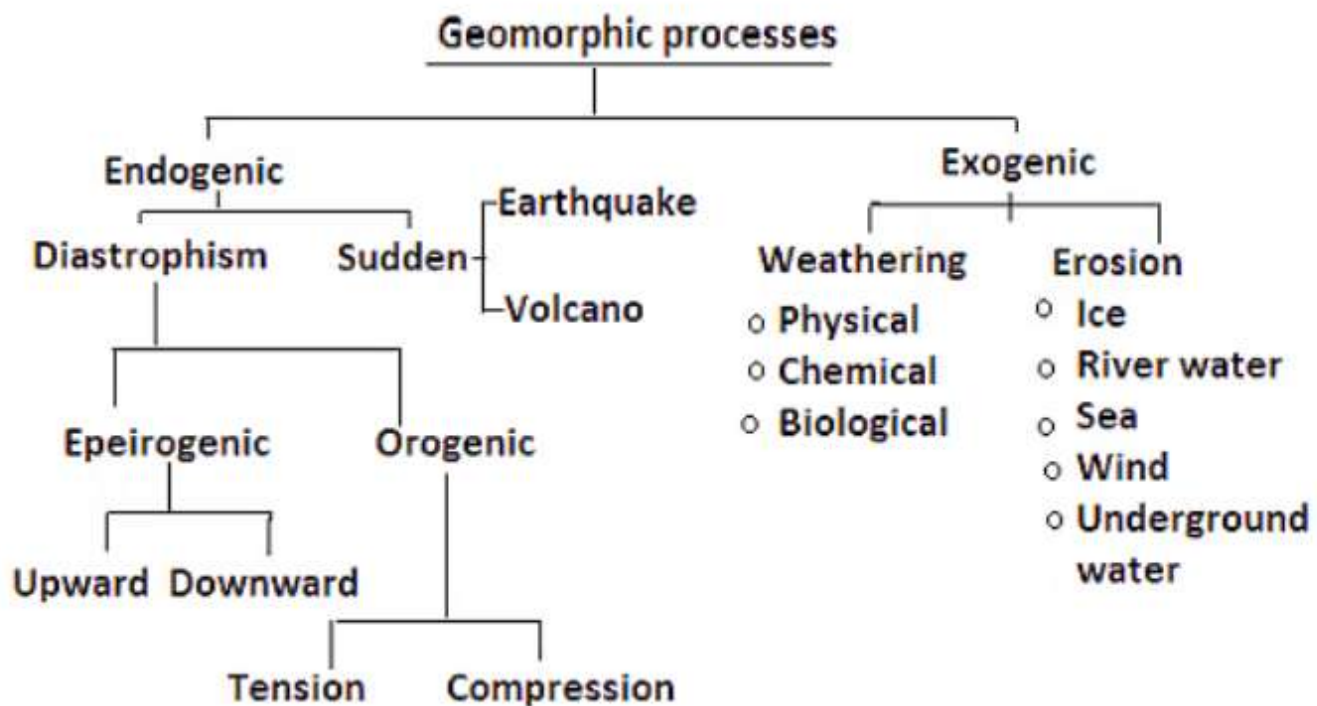 Geomorphic processes
Endogenic
Exogenic
Diastrophism
Sudden
Earthquake
Volcano
Weathering
Physical
Chemical
Biological
Erosion
Ice
River water
Sea
Wind
Underground
water
Epeirogenic
Orogenic
Upward
Downward
Tension
Compression